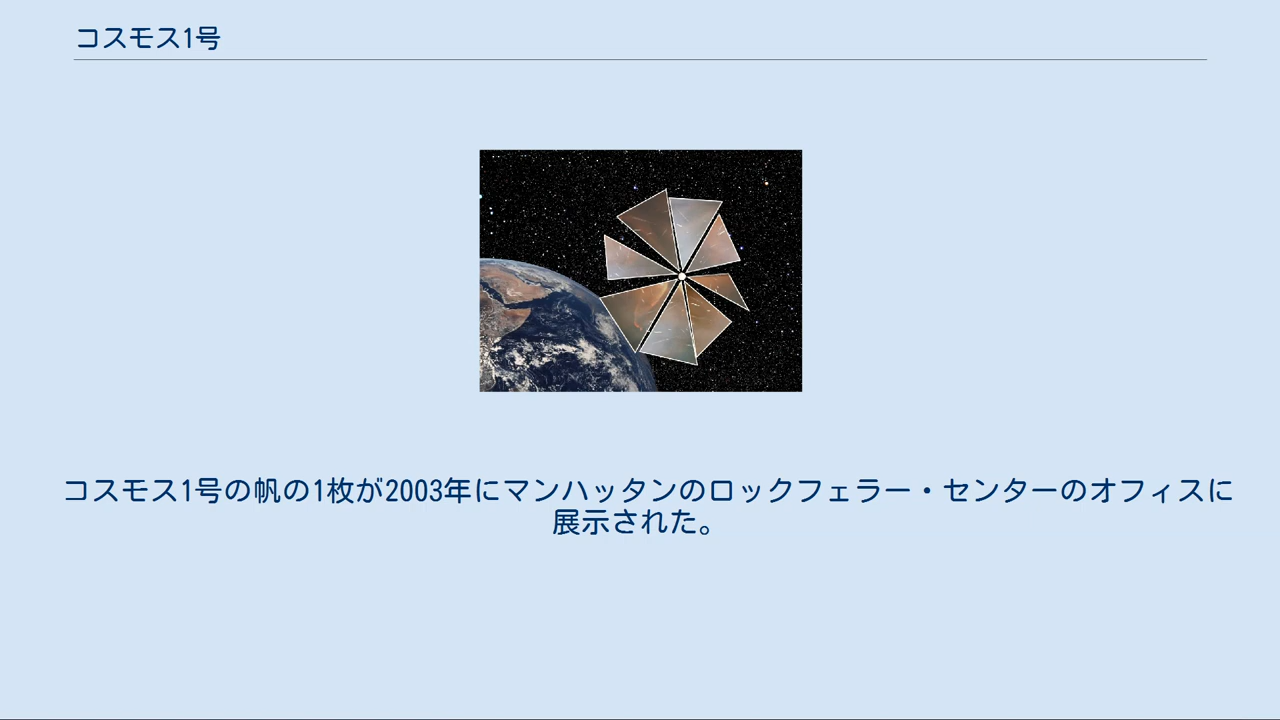 コスモス1号
コスモス1号の帆の1枚が2003年にマンハッタンのロックフェラー・センターのオフィスに
展示された。